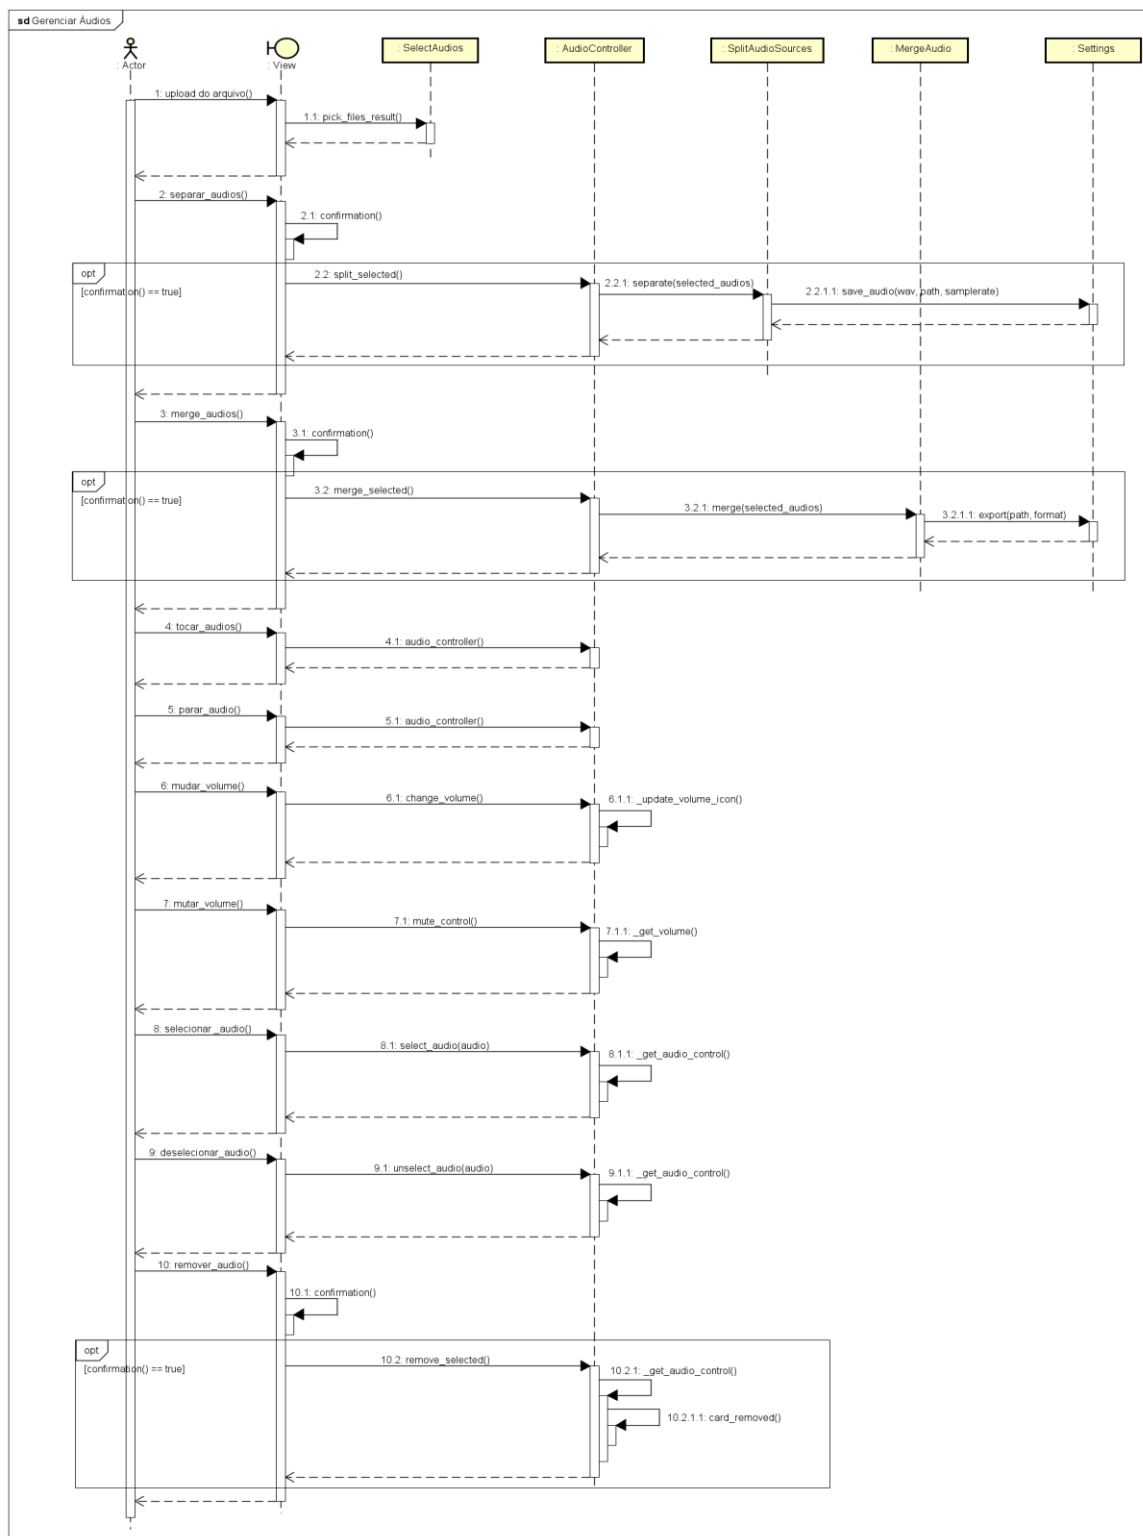 sd Gerenciar Áudios
: Actor
: View
: SelectAudios
: AudioController
: SplitAudioSources
: MergeAudio
: Settings
1: upload do arquivo()
1.1: pick_files_result()
2: separar_audios()
2.1: confirmation()
opt
[confirmation() == true]
2.2: split_selected()
2.2.1: separate(selected_audios)
2.2.1.1: save_audio(wav, path, samplerate)
3: merge_audios()
3.1: confirmation()
opt
[confirmation() == true]
3.2: merge_selected()
3.2.1: merge(selected_audios)
3.2.1.1: export(path, format)
4: tocar_audios()
4.1: audio_controller()
5: parar_audio()
5.1: audio_controller()
6: mudar_volume()
6.1: change_volume()
6.1.1: _update_volume_icon()
7: mutar_volume()
7.1: mute_control()
7.1.1: _get_volume()
8: selecionar _audio()
8.1: select_audio(audio)
8.1.1: _get_audio_control()
9: deselecionar_audio()
9.1: unselect_audio(audio)
9.1.1: _get_audio_control()
10: remover_audio()
10.1: confirmation()
opt
[confirmation() == true]
10.2: remove_selected()
10.2.1: _get_audio_control()
10.2.1.1: card_removed()